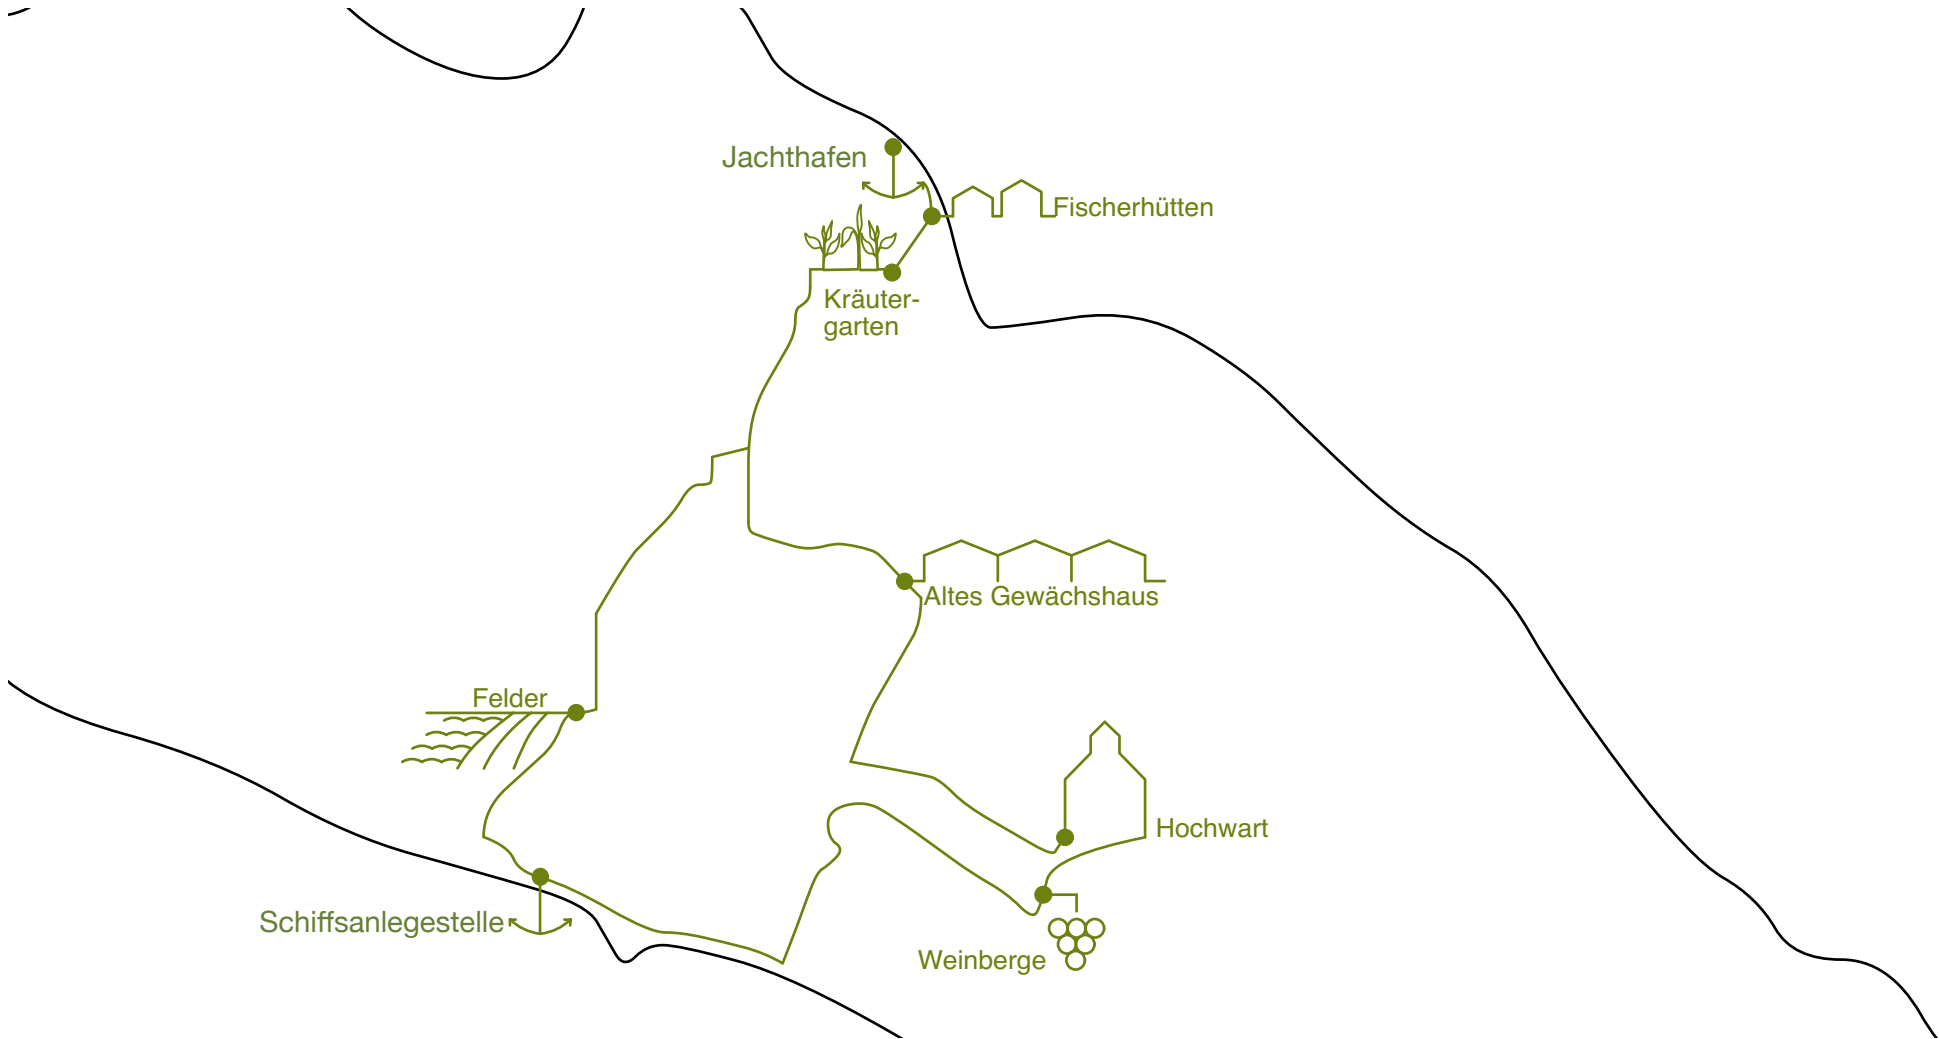 Jachthafen
Fischerhütten
Kräuter-
garten
Altes Gewächshaus
Felder
Hochwart
Schiffsanlegestelle
Weinberge